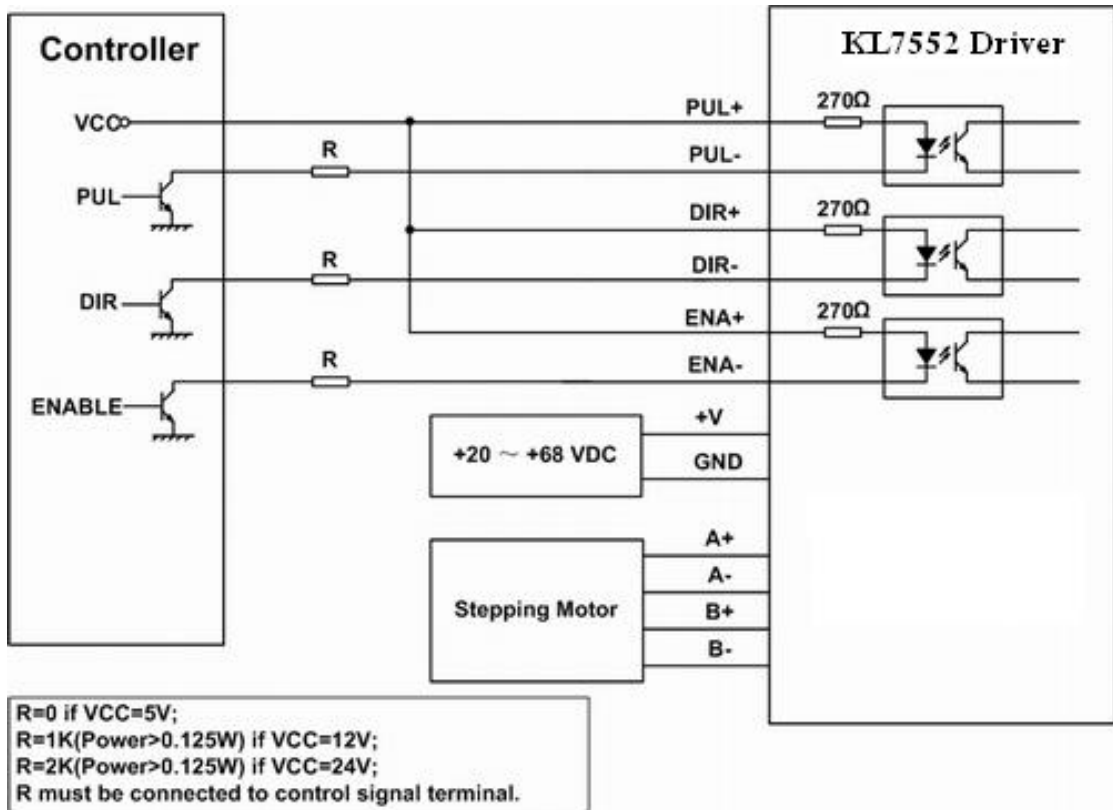 Controller
KL7552 Driver
VCC
PUL+
270Ω
R
PUL-
PUL
DIR+
270Ω
R
DIR-
DIR
ENA+
270Ω
R
ENA-
ENABLE
+V
+20 ~ +68 VDC
GND
A+
A-
Stepping Motor
B+
B-
R=0 if VCC=5V;
R=1K(Power>0.125W) if VCC=12V;
R=2K(Power>0.125W) if VCC=24V;
R must be connected to control signal terminal.